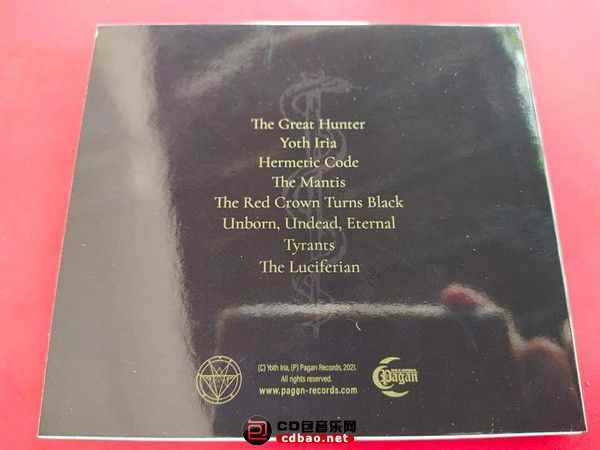 The Great Hunter
Yoth Iria
Hermetic Code
The Mantis
The Red Crown Turns Black
Unborn, Undead, Eternal
Tyrants
The Luciferian
(C) Yoth Iria, (P) Pagan Records, 2021.
All rights reserved.
www.pagan-records.com
Pagan
CD包音乐网
cdbao.net